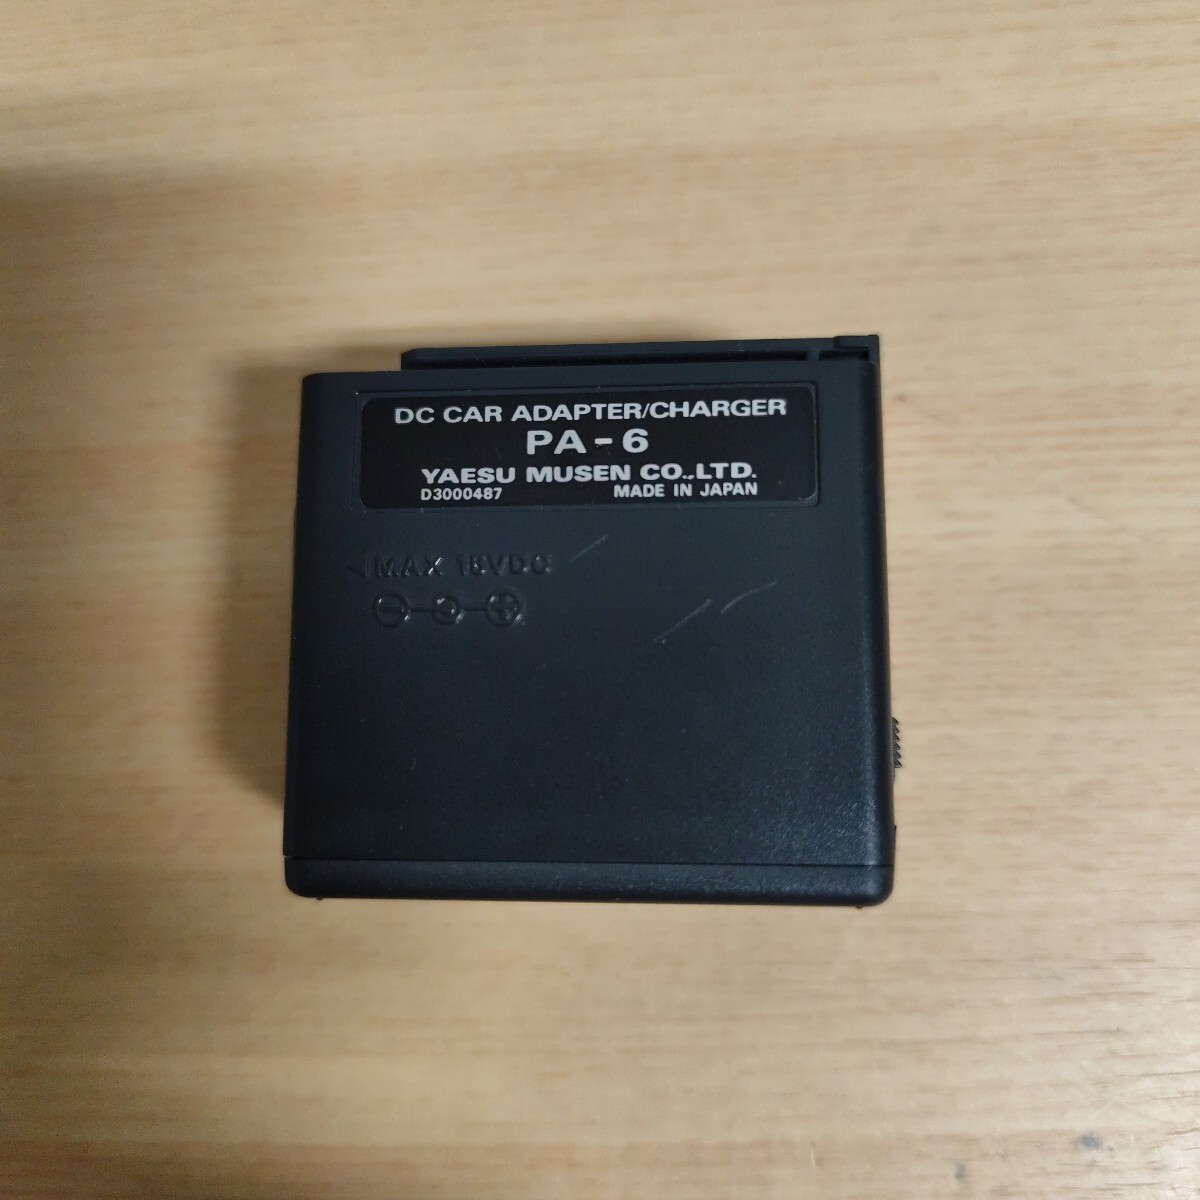 DC CAR ADAPTER/CHARGER
PA-6
YAESU MUSEN CO.,LTD.
D3000487 MADE IN JAPAN
MAX 15VDC